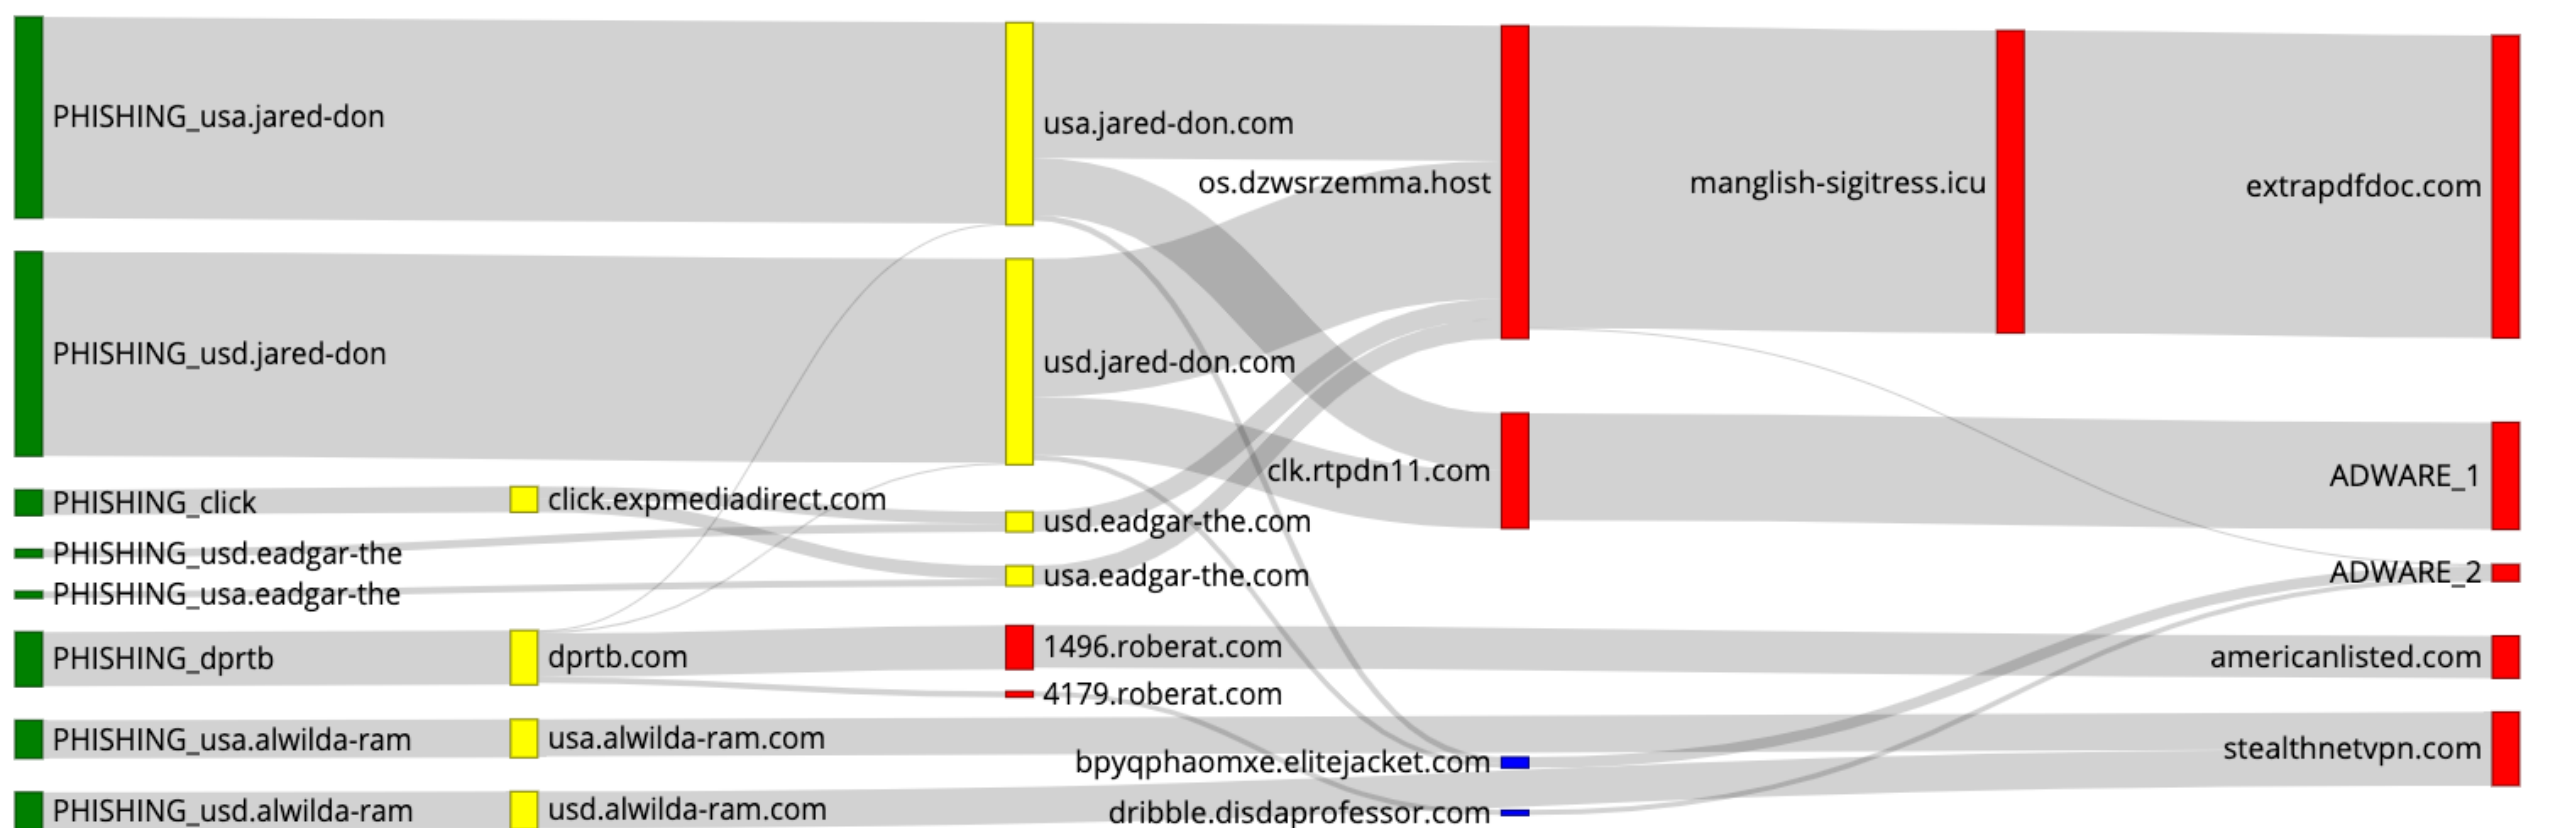 PHISHING_usa.jared-don
usa.jared-don.com
os.dzwsrzemma.host
manglish-sigitress.icu
extrapdfdoc.com
PHISHING_usd.jared-don
usd.jared-don.com
clk.rtpdn11.com
ADWARE_1
PHISHING_click
click.expmediadirect.com
usd.eadgar-the.com
PHISHING_usd.eadgar-the
usa.eadgar-the.com
ADWARE_2
PHISHING_usa.eadgar-the
PHISHING_dprtb
dprtb.com
1496.roberat.com
americanlisted.com
4179.roberat.com
PHISHING_usa.alwilda-ram
usa.alwilda-ram.com
bpyqphaomxe.elitejacket.com
stealthnetvpn.com
PHISHING_usd.alwilda-ram
usd.alwilda-ram.com
dribble.disdaprofessor.com